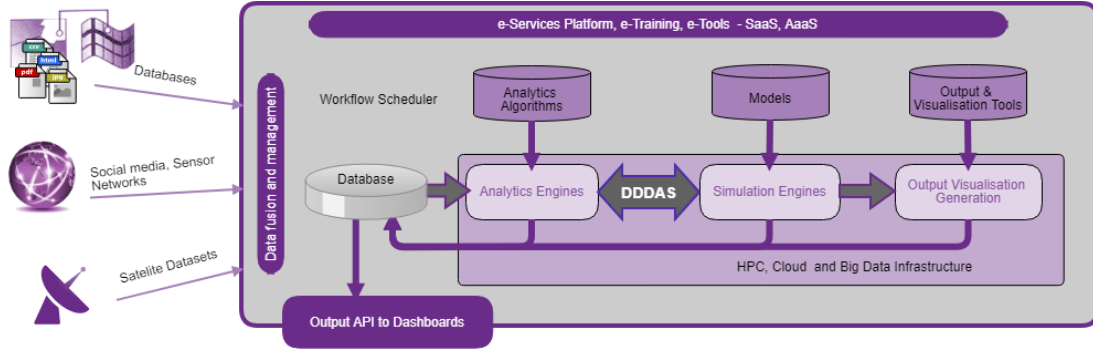 e-Services Platform, e-Training, e-Tools - SaaS, AaaS
csv
html
pdf
jpg
Databases
Social media, Sensor
Networks
Satelite Datasets
Data fusion and management
Workflow Scheduler
Analytics
Algorithms
Models
Output &
Visualisation Tools
Database
Analytics Engines
DDDAS
Simulation Engines
Output Visualisation
Generation
HPC, Cloud and Big Data Infrastructure
Output API to Dashboards